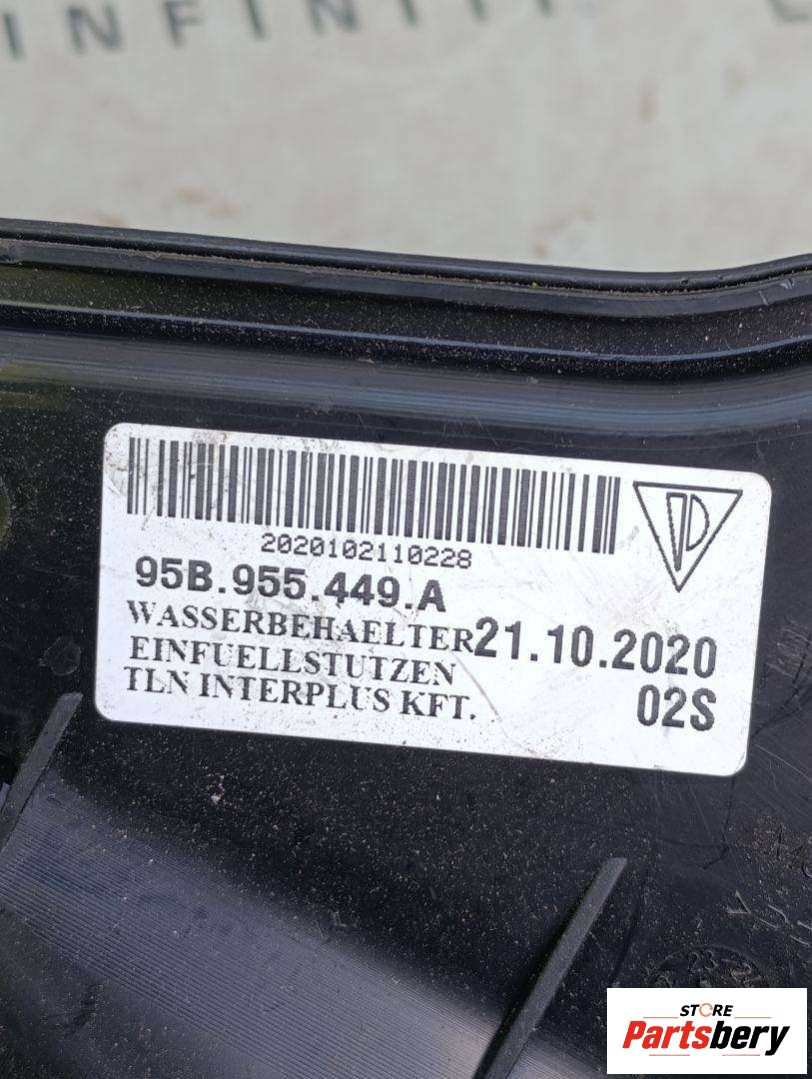 INFINITI
2020102110228
95B.955.449.A
WASSERBEHAELTER 21.10.2020
EINFUELLSTUTZEN
TLN INTERPLUS KFT. 02S
STORE
Partsbery